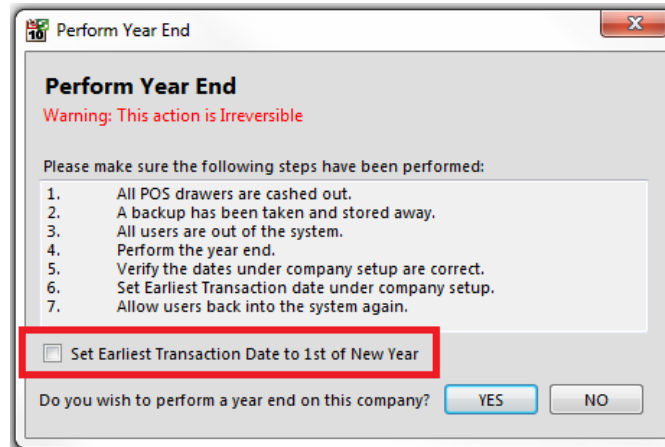 10
Perform Year End
X
Perform Year End
Warning: This action is Irreversible
Please make sure the following steps have been performed:
1. All POS drawers are cashed out.
2. A backup has been taken and stored away.
3. All users are out of the system.
4. Perform the year end.
5. Verify the dates under company setup are correct.
6. Set Earliest Transaction date under company setup.
7. Allow users back into the system again.
Set Earliest Transaction Date to 1st of New Year
Do you wish to perform a year end on this company? YES NO